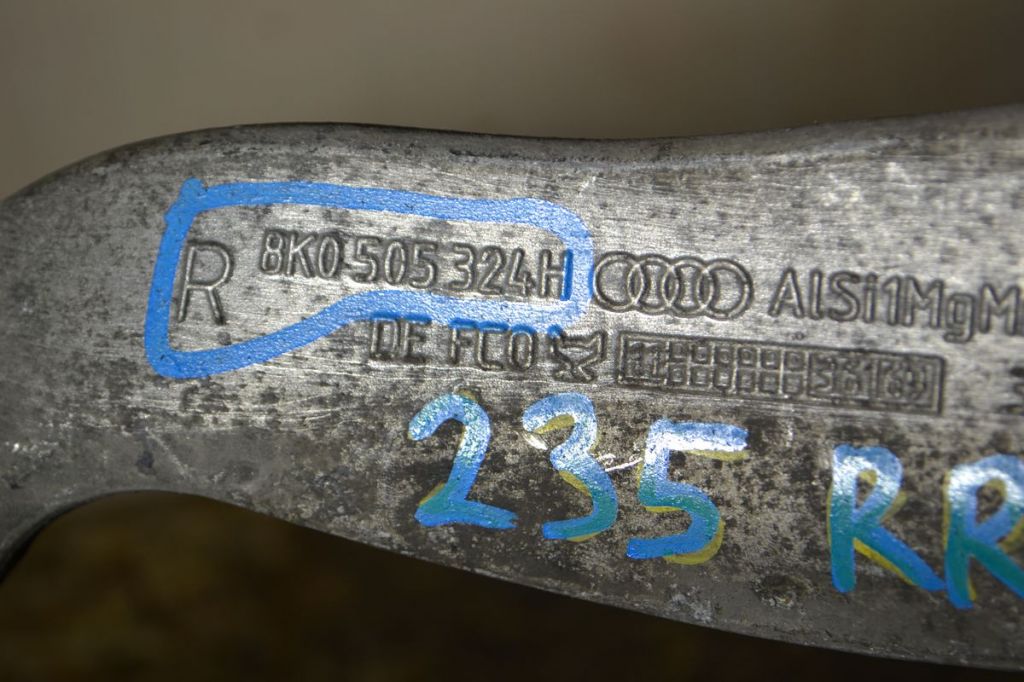 R 8K0 505 324H AlSi1MgM
DE FCO
235 RR